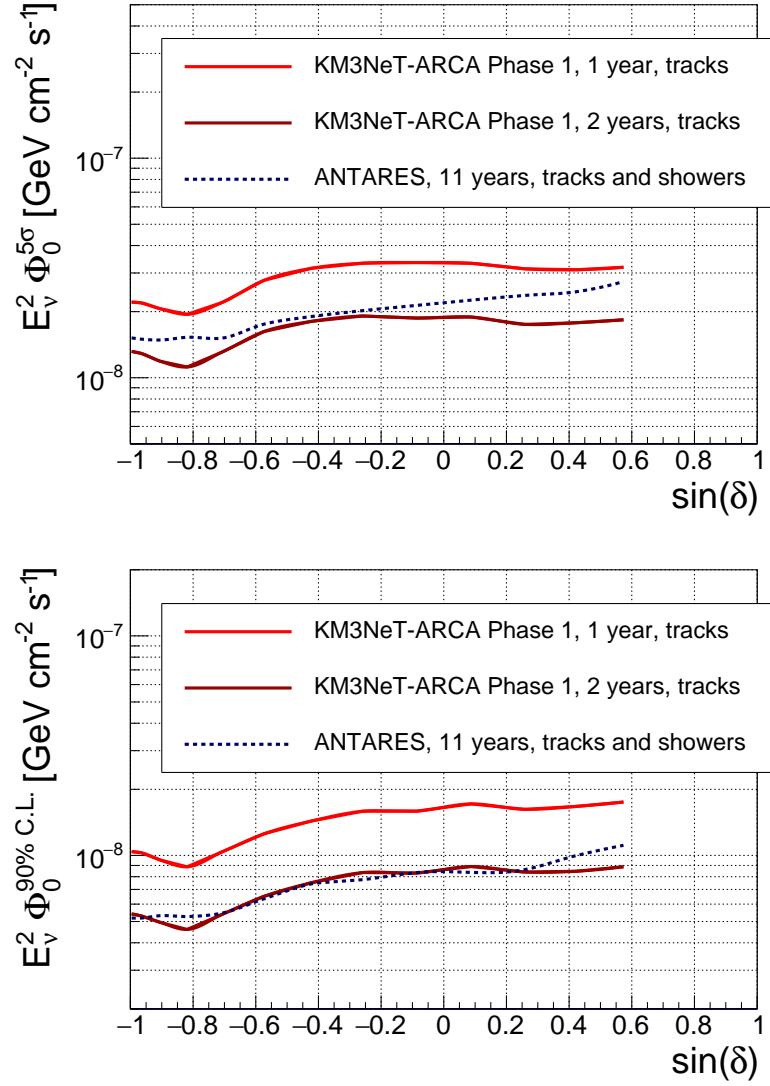 E_ν^2 Φ_0^5σ [GeV cm^-2 s^-1]
KM3NeT-ARCA Phase 1, 1 year, tracks
KM3NeT-ARCA Phase 1, 2 years, tracks
ANTARES, 11 years, tracks and showers
10^−7
10^−8
−1 −0.8 −0.6 −0.4 −0.2 0 0.2 0.4 0.6 0.8 1
sin(δ)
E_ν^2 Φ_0^90% C.L. [GeV cm^-2 s^-1]
KM3NeT-ARCA Phase 1, 1 year, tracks
KM3NeT-ARCA Phase 1, 2 years, tracks
ANTARES, 11 years, tracks and showers
10^−7
10^−8
−1 −0.8 −0.6 −0.4 −0.2 0 0.2 0.4 0.6 0.8 1
sin(δ)